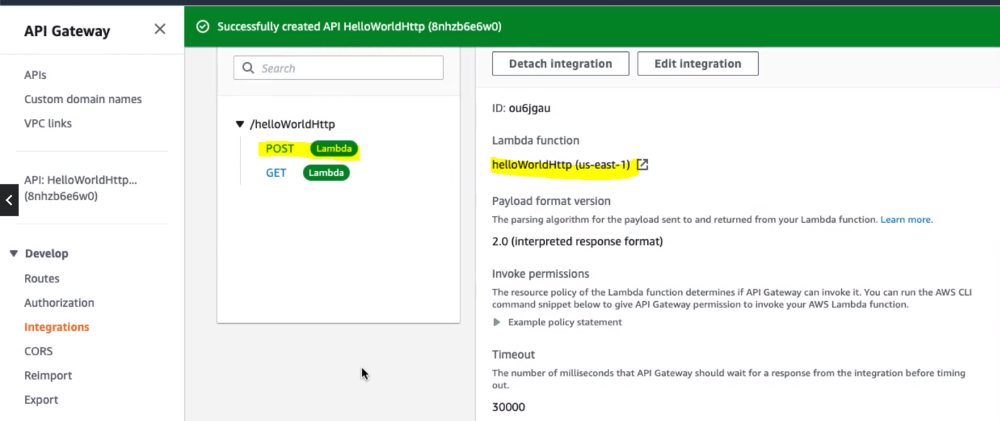 API Gateway
APIs
Custom domain names
VPC links
API: HelloWorldHttp...
(8nhzb6e6w0)
Develop
Routes
Authorization
Integrations
CORS
Reimport
Export
Successfully created API HelloWorldHttp (8nhzb6e6w0)
Search
/helloWorldHttp
POST Lambda
GET Lambda
Detach integration Edit integration
ID: ou6jgau
Lambda function
helloWorldHttp (us-east-1)
Payload format version
The parsing algorithm for the payload sent to and returned from your Lambda function. Learn more.
2.0 (interpreted response format)
Invoke permissions
The resource policy of the Lambda function determines if API Gateway can invoke it. You can run the AWS CLI
command snippet below to give API Gateway permission to invoke your AWS Lambda function.
Example policy statement
Timeout
The number of milliseconds that API Gateway should wait for a response from the integration before timing
out.
30000